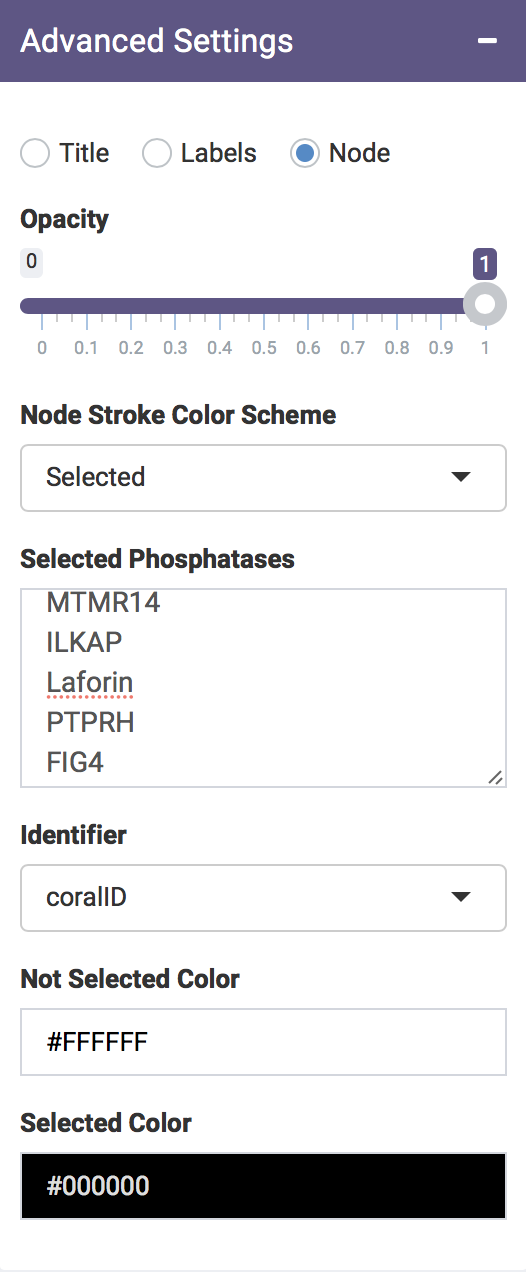 Advanced Settings
Title Labels Node
Opacity
0 1
0 0.1 0.2 0.3 0.4 0.5 0.6 0.7 0.8 0.9 1
Node Stroke Color Scheme
Selected
Selected Phosphatases
MTMR14
ILKAP
Laforin
PTPRH
FIG4
Identifier
coralID
Not Selected Color
#FFFFFF
Selected Color
#000000